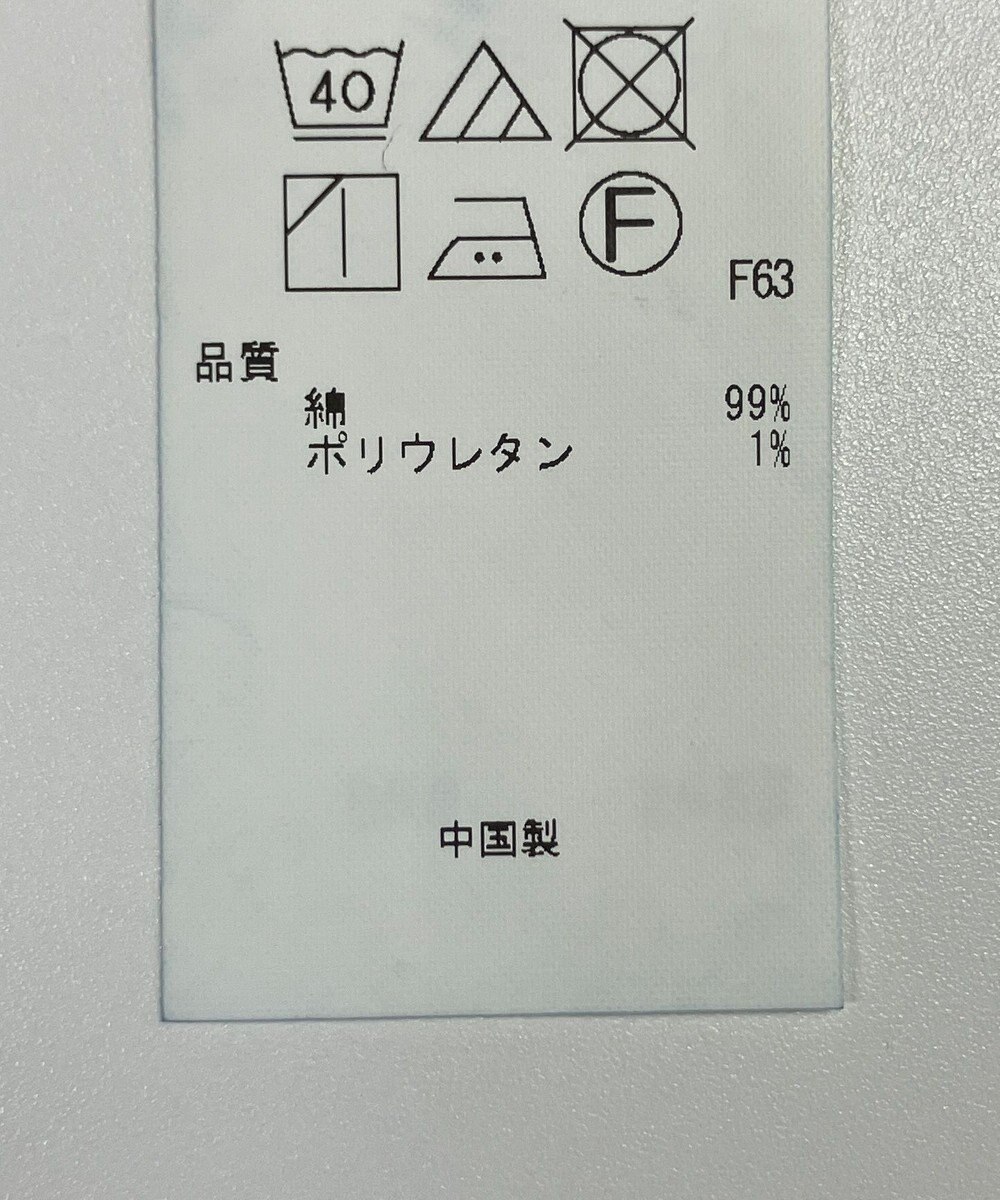 40
F
F63
品質
綿 99%
ポリウレタン 1%
中国製